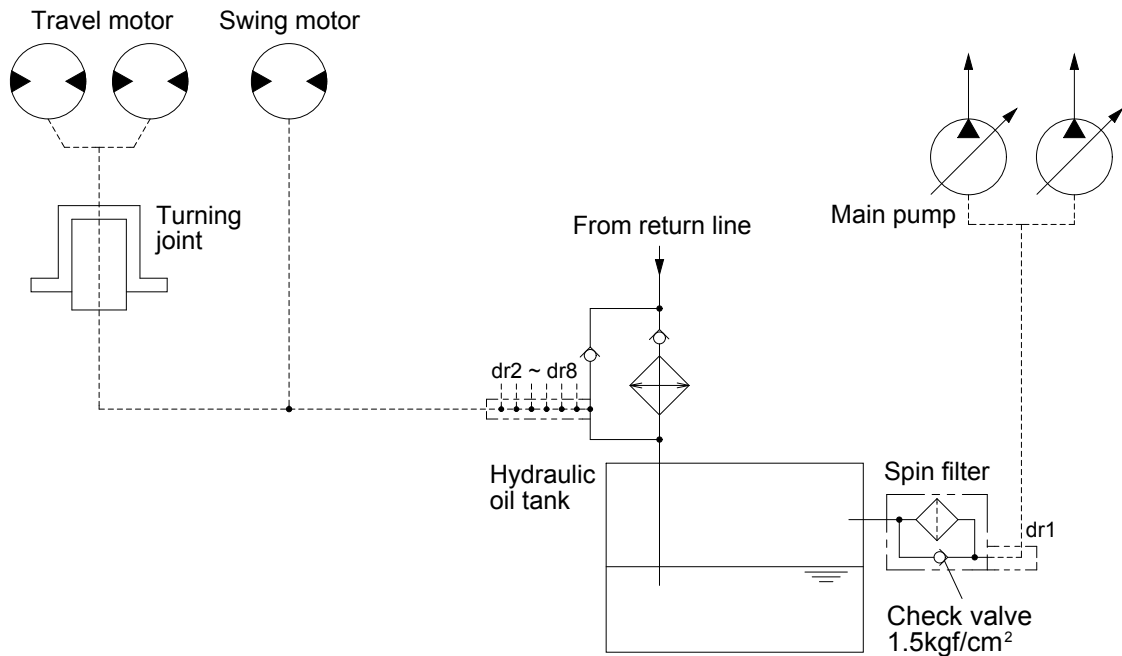 Travel motor
Swing motor
Turning
joint
Main pump
From return line
dr2 ~ dr8
Hydraulic
oil tank
Spin filter
dr1
Check valve
1.5kgf/cm²